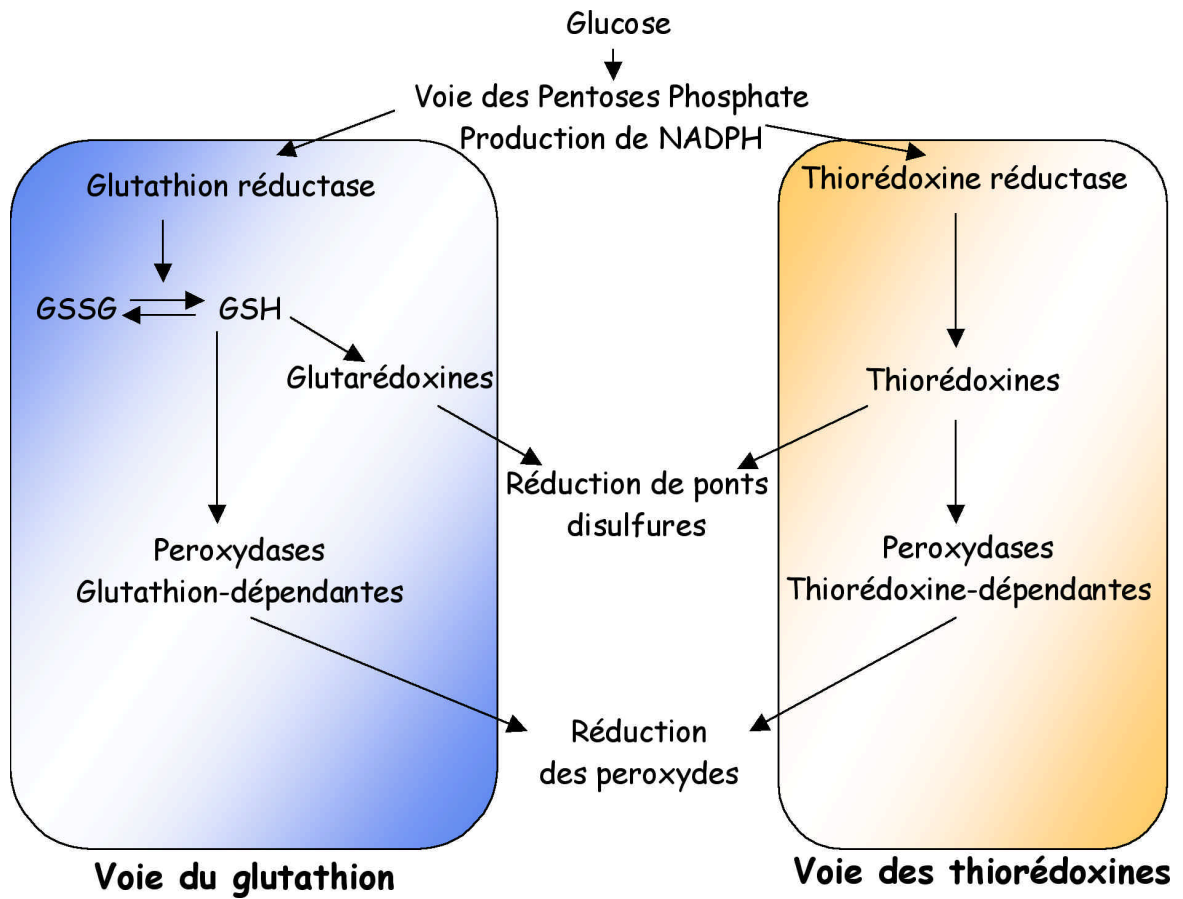 Glucose
Voie des Pentoses Phosphate
Production de NADPH
Glutathion réductase
Thiorédoxine réductase
GSSG
GSH
Glutarédoxines
Thiorédoxines
Réduction de ponts
disulfures
Peroxydases
Glutathion-dépendantes
Peroxydases
Thiorédoxine-dépendantes
Réduction
des peroxydes
Voie du glutathion
Voie des thiorédoxines